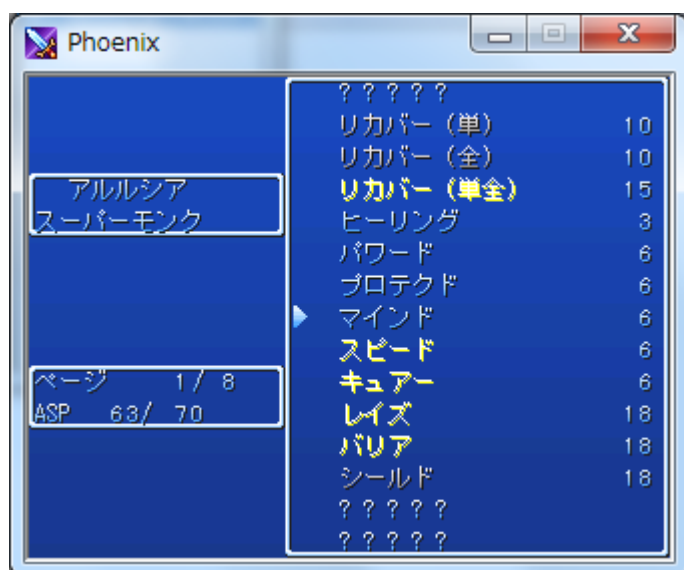 Phoenix
アルルシア
スーパーモンク
ページ 1/ 8
ASP 63/ 70
?????
リカバー(単) 10
リカバー(全) 10
リカバー(単全) 15
ヒーリング 3
パワード 6
プロテクド 6
マインド 6
スピード 6
キュアー 6
レイズ 18
バリア 18
シールド 18
?????
?????